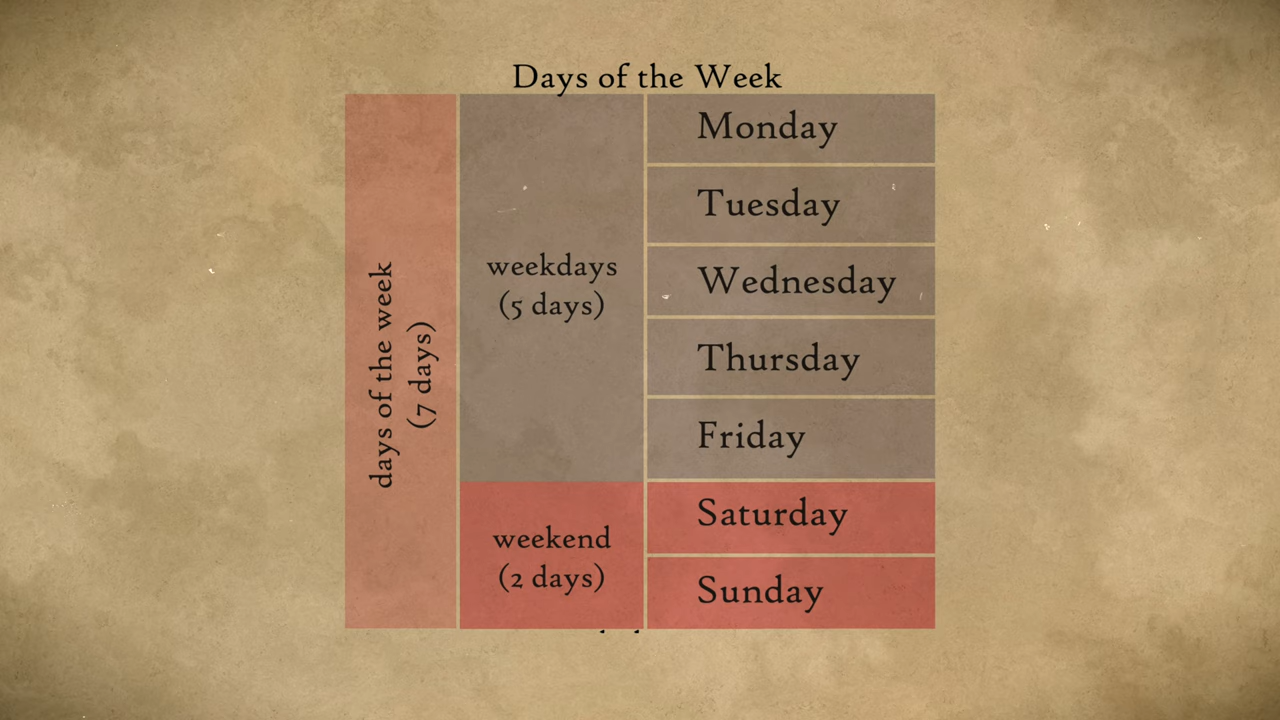 Days of the Week
days of the week
(7 days)
weekdays
(5 days)
weekend
(2 days)
Monday
Tuesday
Wednesday
Thursday
Friday
Saturday
Sunday